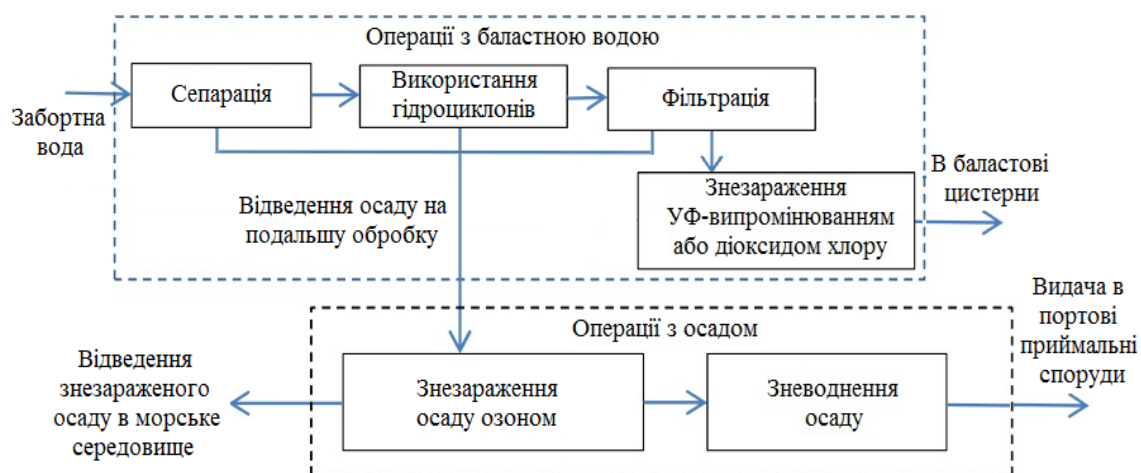 Операції з баластною водою
Забортна
вода
Сепарація
Використання
гідроциклонів
Фільтрація
Знезараження
УФ-випромінюванням
або діоксидом хлору
В баластові
цистерни
Відведення осаду на
подальшу обробку
Операції з осадом
Відведення
знезараженого
осаду в морське
середовище
Знезараження
осаду озоном
Зневоднення
осаду
Видача в
портові
приймальні
споруди